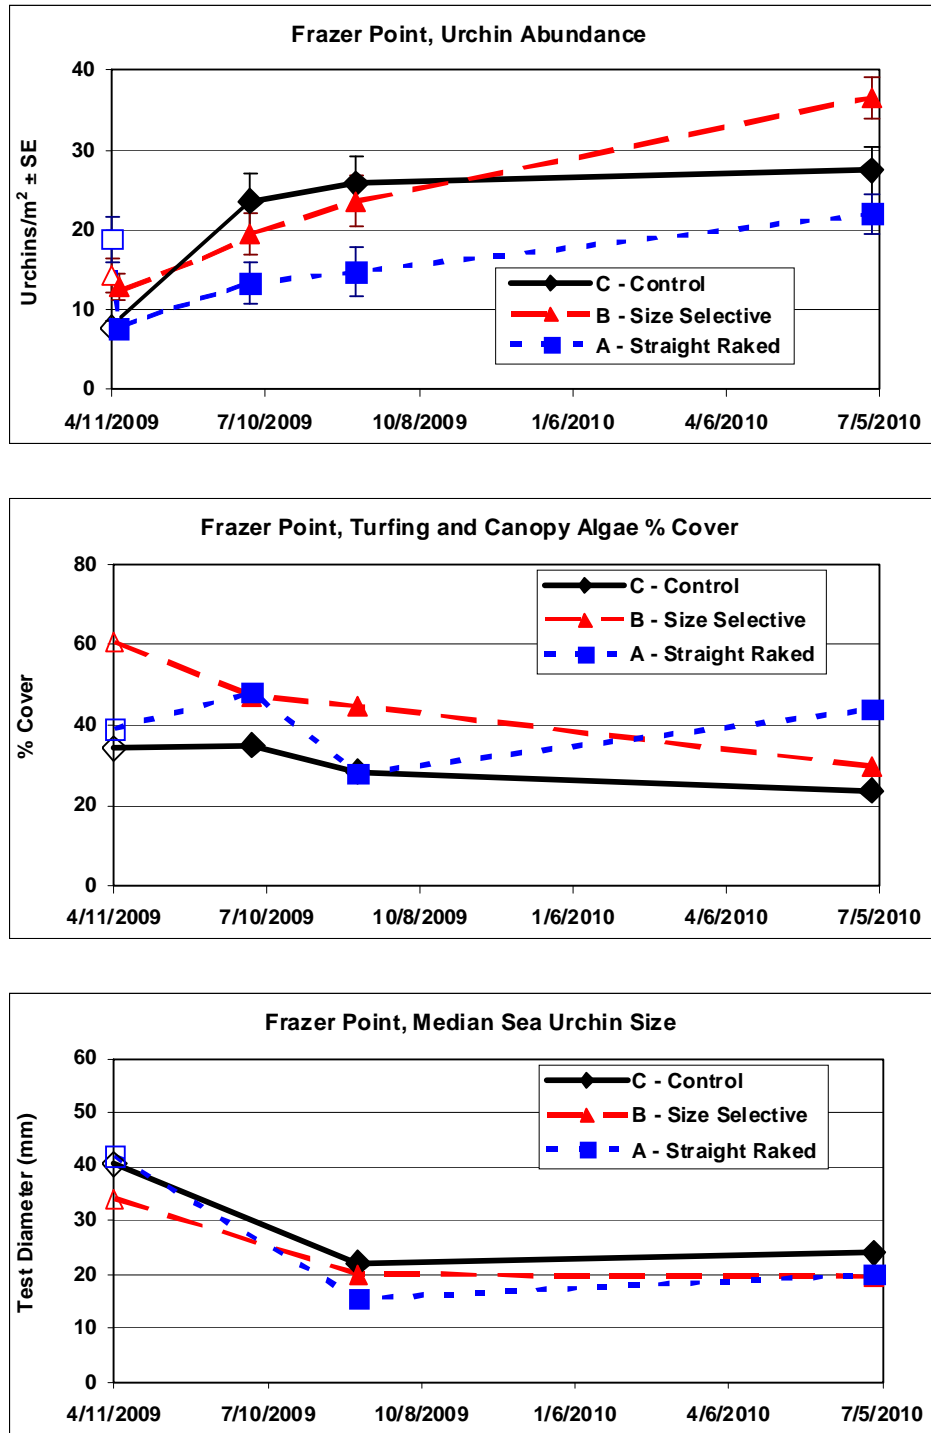 Frazer Point, Urchin Abundance
40
30
20
10
0
Urchins/m² ± SE
C - Control
B - Size Selective
A - Straight Raked
4/11/2009 7/10/2009 10/8/2009 1/6/2010 4/6/2010 7/5/2010
Frazer Point, Turfing and Canopy Algae % Cover
80
60
40
20
0
% Cover
C - Control
B - Size Selective
A - Straight Raked
4/11/2009 7/10/2009 10/8/2009 1/6/2010 4/6/2010 7/5/2010
Frazer Point, Median Sea Urchin Size
60
50
40
30
20
10
0
Test Diameter (mm)
C - Control
B - Size Selective
A - Straight Raked
4/11/2009 7/10/2009 10/8/2009 1/6/2010 4/6/2010 7/5/2010